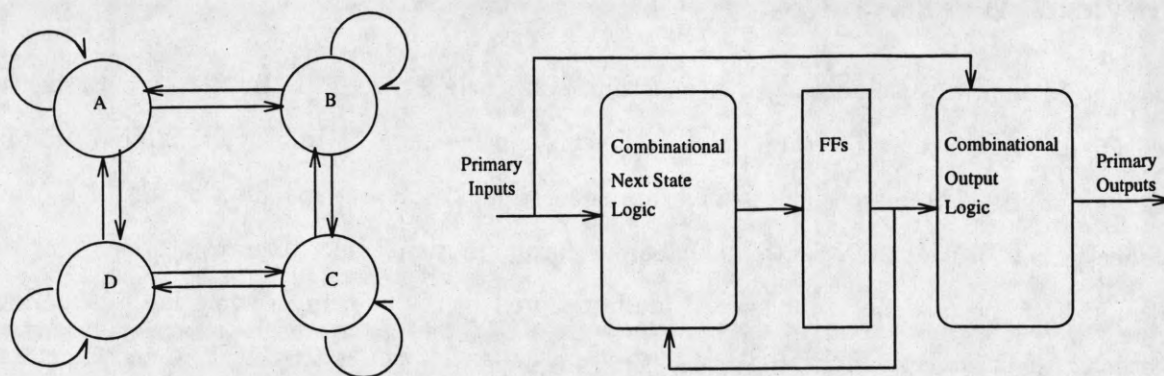 A
B
D
C
Primary
Inputs
Combinational
Next State
Logic
FFs
Combinational
Output
Logic
Primary
Outputs